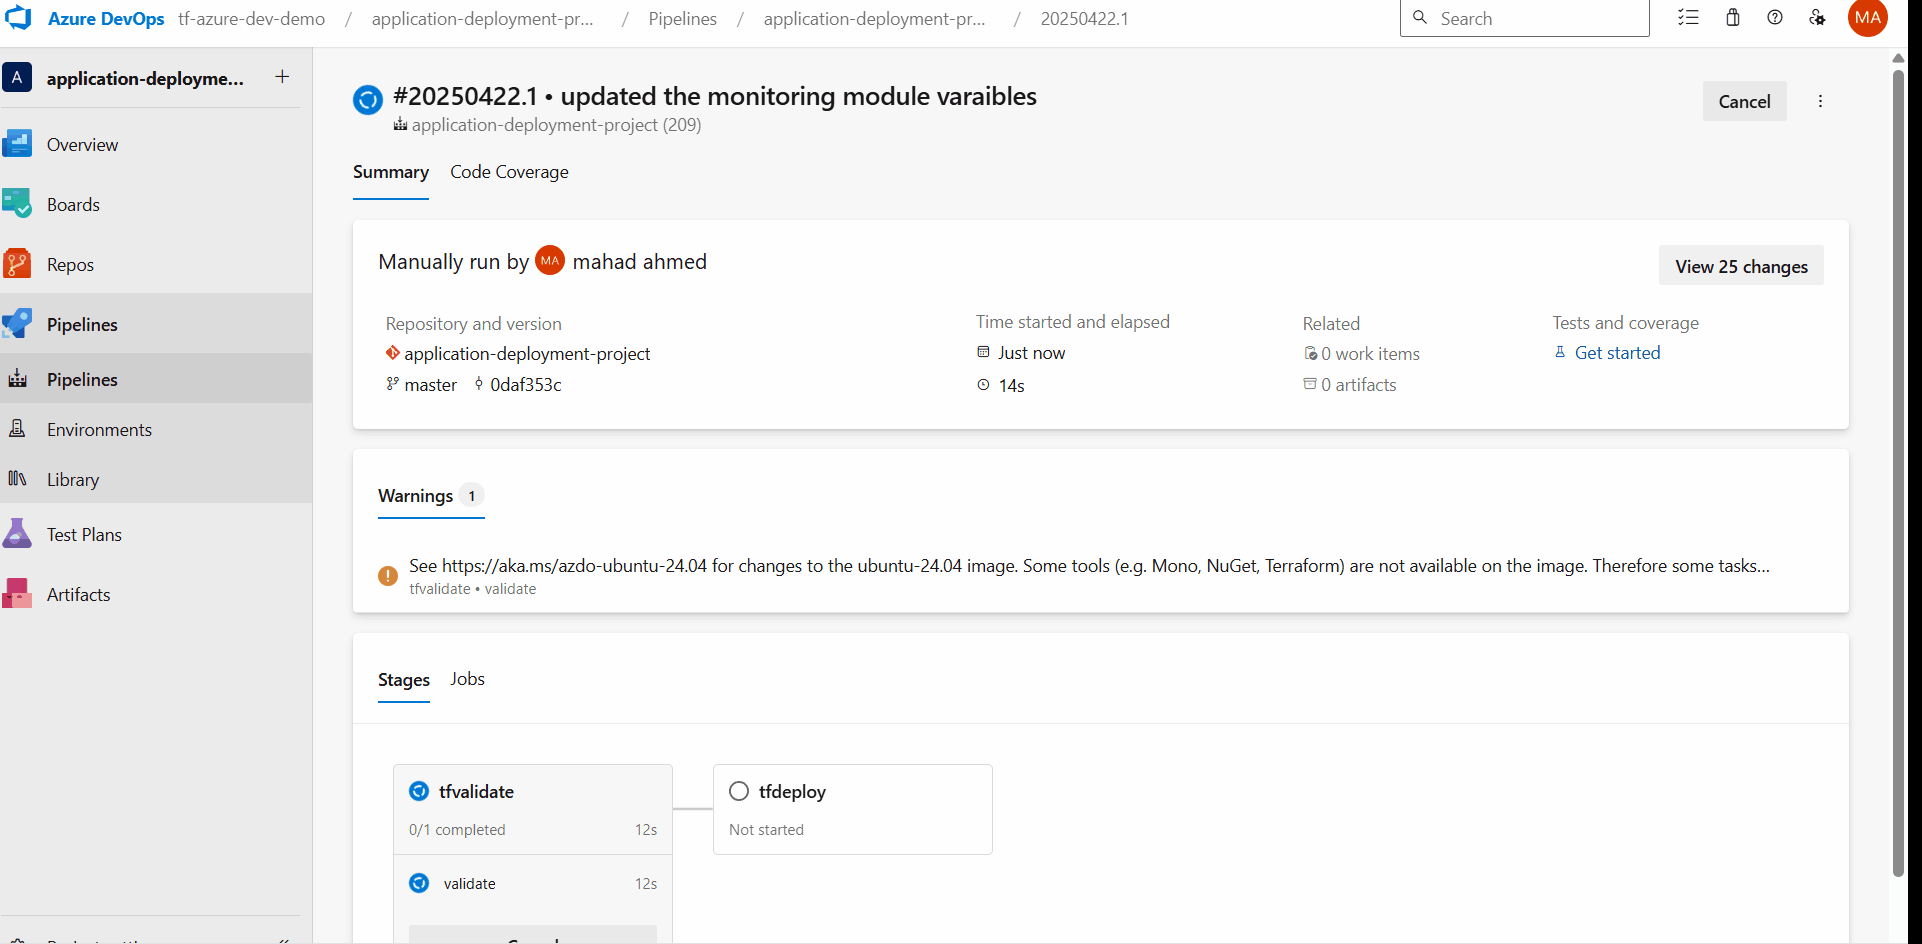 Azure DevOps tf-azure-dev-demo / application-deployment-pr... / Pipelines / application-deployment-pr... / 20250422.1
Search
MA
A application-deployme... +
Overview
Boards
Repos
Pipelines
Pipelines
Environments
Library
Test Plans
Artifacts
#20250422.1 • updated the monitoring module varaibles
application-deployment-project (209)
Cancel
Summary Code Coverage
Manually run by MA mahad ahmed
View 25 changes
Repository and version
application-deployment-project
master 0daf353c
Time started and elapsed
Just now
14s
Related
0 work items
0 artifacts
Tests and coverage
Get started
Warnings 1
See https://aka.ms/azdo-ubuntu-24.04 for changes to the ubuntu-24.04 image. Some tools (e.g. Mono, NuGet, Terraform) are not available on the image. Therefore some tasks...
tfvalidate • validate
Stages Jobs
tfvalidate
0/1 completed 12s
validate 12s
tfdeploy
Not started